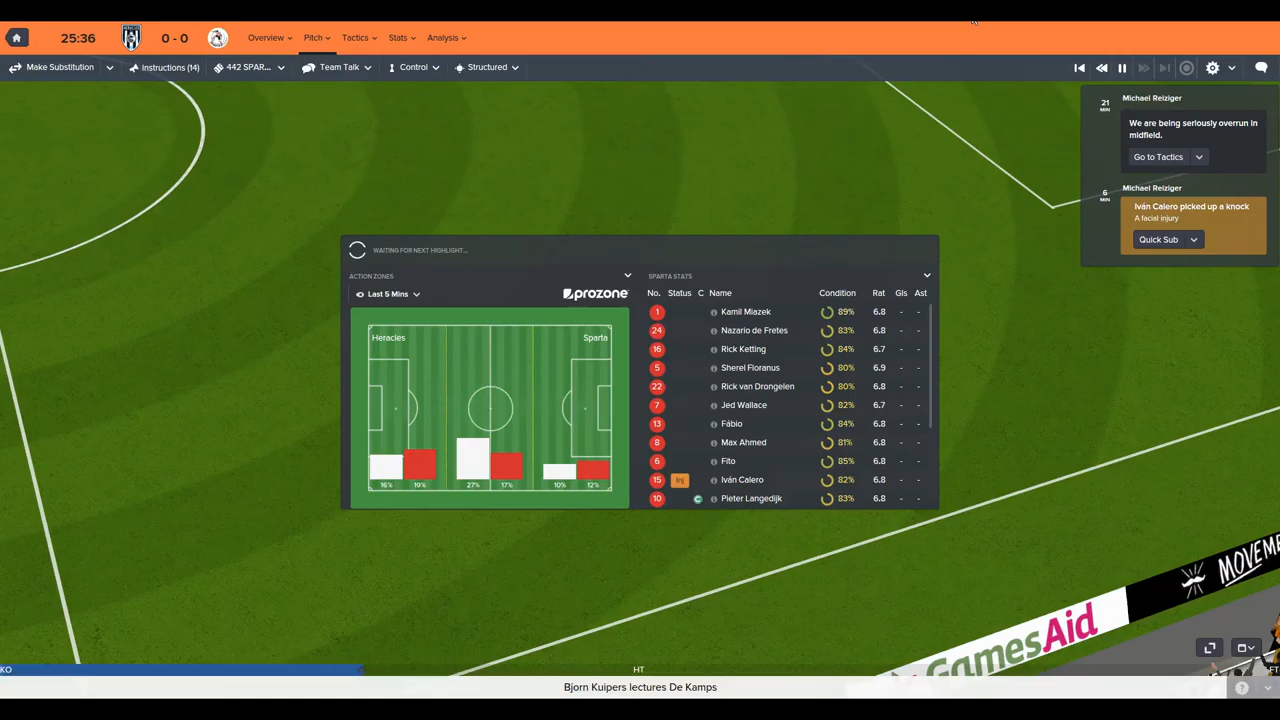 25:36
HERACLES
0 - 0
Overview
Pitch
Tactics
Stats
Analysis
Make Substitution
Instructions (14)
442 SPAR...
Team Talk
Control
Structured
21
MIN
Michael Reiziger
We are being seriously overrun in
midfield.
Go to Tactics
6
MIN
Michael Reiziger
Iván Calero picked up a knock
A facial injury
Quick Sub
WAITING FOR NEXT HIGHLIGHT...
ACTION ZONES
Last 5 Mins
prozone
Heracles
Sparta
16%
19%
27%
17%
10%
12%
SPARTA STATS
No. Status C Name Condition Rat Gls Ast
1 Kamil Miazek 89% 6.8 - -
24 Nazario de Fretes 83% 6.8 - -
16 Rick Ketting 84% 6.7 - -
5 Sherel Floranus 80% 6.9 - -
22 Rick van Drongelen 80% 6.8 - -
7 Jed Wallace 82% 6.7 - -
13 Fábio 84% 6.8 - -
8 Max Ahmed 81% 6.8 - -
6 Fito 85% 6.8 - -
15 Inj Iván Calero 82% 6.8 - -
10 C Pieter Langedijk 83% 6.8 - -
MOVEMBE
GamesAid
KO
HT
FT
Bjorn Kuipers lectures De Kamps
?